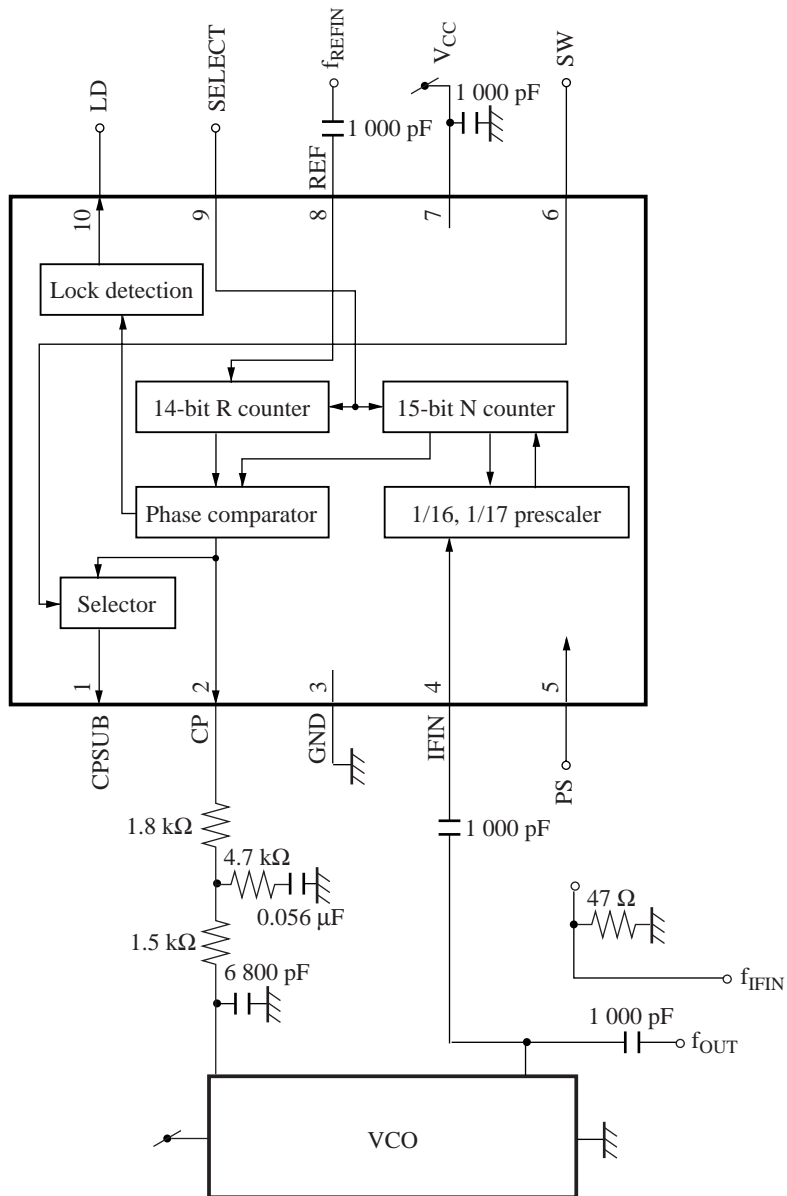 LD
SELECT
fREFIN
VCC
SW
1 000 pF
1 000 pF
REF
10
9
8
7
6
Lock detection
14-bit R counter
15-bit N counter
Phase comparator
1/16, 1/17 prescaler
Selector
1
2
3
4
5
CPSUB
CP
GND
IFIN
PS
1.8 kΩ
1 000 pF
4.7 kΩ
0.056 μF
47 Ω
1.5 kΩ
6 800 pF
fIFIN
1 000 pF
fOUT
VCO